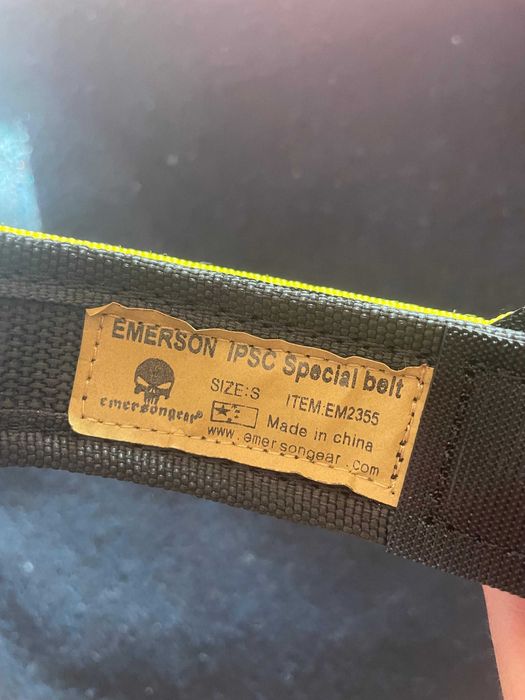 EMERSON IPSC Special belt
SIZE:S ITEM:EM2355
emersongear®
Made in china
www.emersongear.com